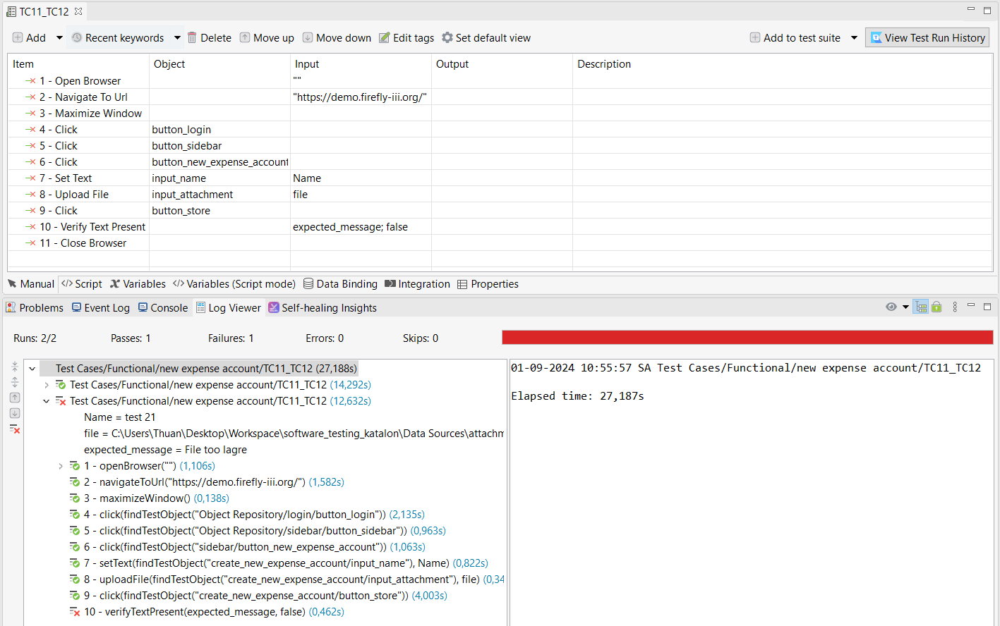 TC11_TC12
Add Recent keywords Delete Move up Move down Edit tags Set default view Add to test suite View Test Run History
Item Object Input Output Description
1 - Open Browser ""
2 - Navigate To Url "https://demo.firefly-iii.org/"
3 - Maximize Window
4 - Click button_login
5 - Click button_sidebar
6 - Click button_new_expense_account
7 - Set Text input_name Name
8 - Upload File input_attachment file
9 - Click button_store
10 - Verify Text Present expected_message; false
11 - Close Browser
Manual </> Script Variables </> Variables (Script mode) Data Binding Integration Properties
Problems Event Log Console Log Viewer Self-healing Insights
Runs: 2/2 Passes: 1 Failures: 1 Errors: 0 Skips: 0
Test Cases/Functional/new expense account/TC11_TC12 (27,188s)
Test Cases/Functional/new expense account/TC11_TC12 (14,292s)
Test Cases/Functional/new expense account/TC11_TC12 (12,632s)
Name = test 21
file = C:\Users\Thuan\Desktop\Workspace\software_testing_katalon\Data Sources\attachm
expected_message = File too lagre
1 - openBrowser("") (1,106s)
2 - navigateToUrl("https://demo.firefly-iii.org/") (1,582s)
3 - maximizeWindow() (0,138s)
4 - click(findTestObject("Object Repository/login/button_login")) (2,135s)
5 - click(findTestObject("Object Repository/sidebar/button_sidebar")) (0,963s)
6 - click(findTestObject("sidebar/button_new_expense_account")) (1,063s)
7 - setText(findTestObject("create_new_expense_account/input_name"), Name) (0,822s)
8 - uploadFile(findTestObject("create_new_expense_account/input_attachment"), file) (0,34
9 - click(findTestObject("create_new_expense_account/button_store")) (4,003s)
10 - verifyTextPresent(expected_message, false) (0,462s)
01-09-2024 10:55:57 SA Test Cases/Functional/new expense account/TC11_TC12
Elapsed time: 27,187s